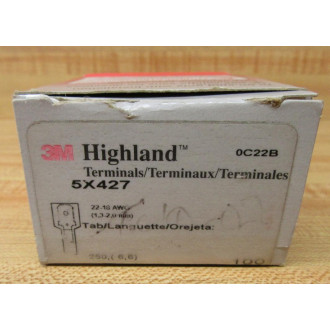 3M Highland™ 0C22B
Terminals/Terminaux/Terminales
5X427
22-18 AWG
Tab/Languette/Orejeta:
100